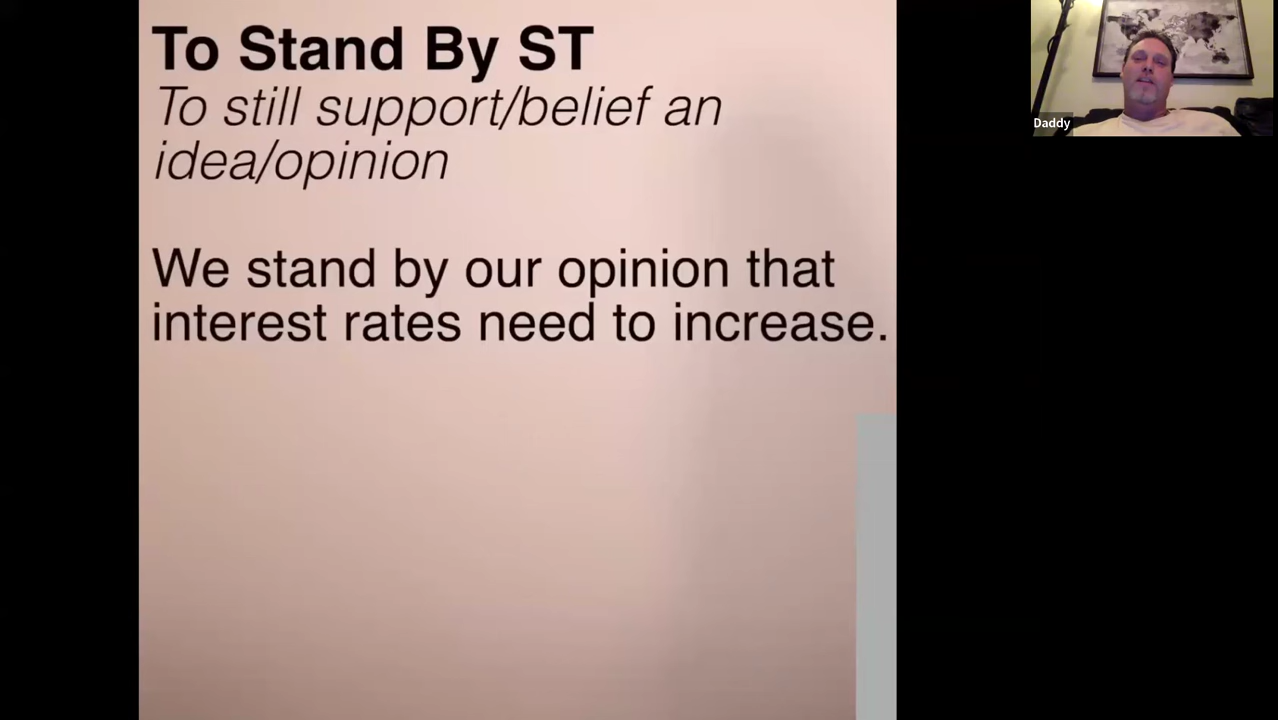 To Stand By ST
To still support/belief an
idea/opinion
We stand by our opinion that
interest rates need to increase.
Daddy